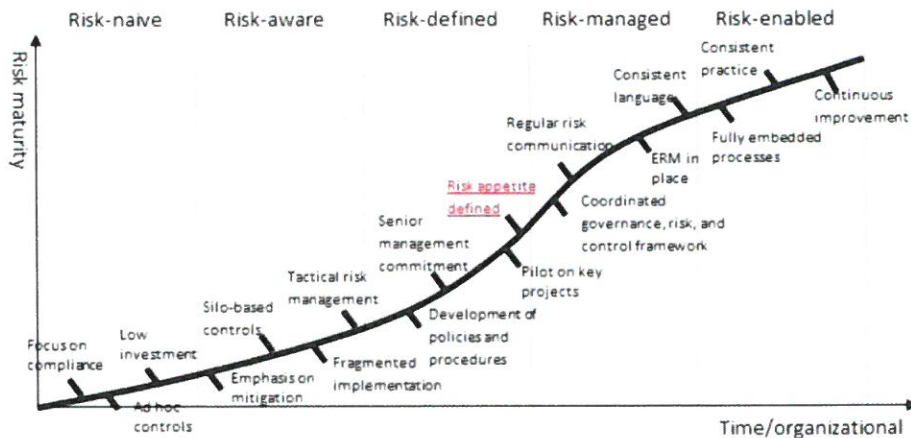 Risk-naive
Risk-aware
Risk-defined
Risk-managed
Risk-enabled
Risk maturity
Consistent
practice
Consistent
language
Continuous
improvement
Regular risk
communication
Fully embedded
processes
ERM in
place
Risk appetite
defined
Coordinated
governance, risk, and
control framework
Senior
management
commitment
Pilot on key
projects
Tactical risk
management
Silo-based
controls
Development of
policies and
procedures
Low
investment
Focus on
compliance
Fragmented
implementation
Emphasis on
mitigation
Ad hoc
controls
Time/organizational